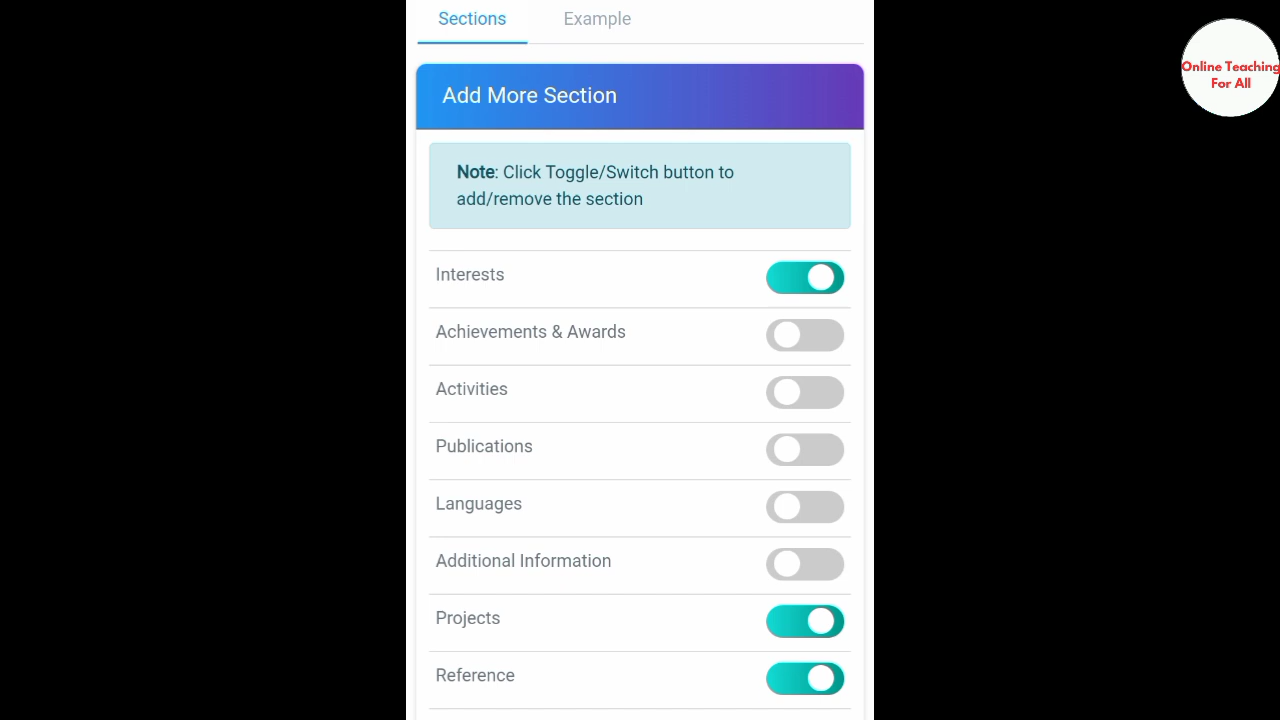 Sections
Example
Online Teaching
For All
Add More Section
Note: Click Toggle/Switch button to
add/remove the section
Interests
Achievements & Awards
Activities
Publications
Languages
Additional Information
Projects
Reference